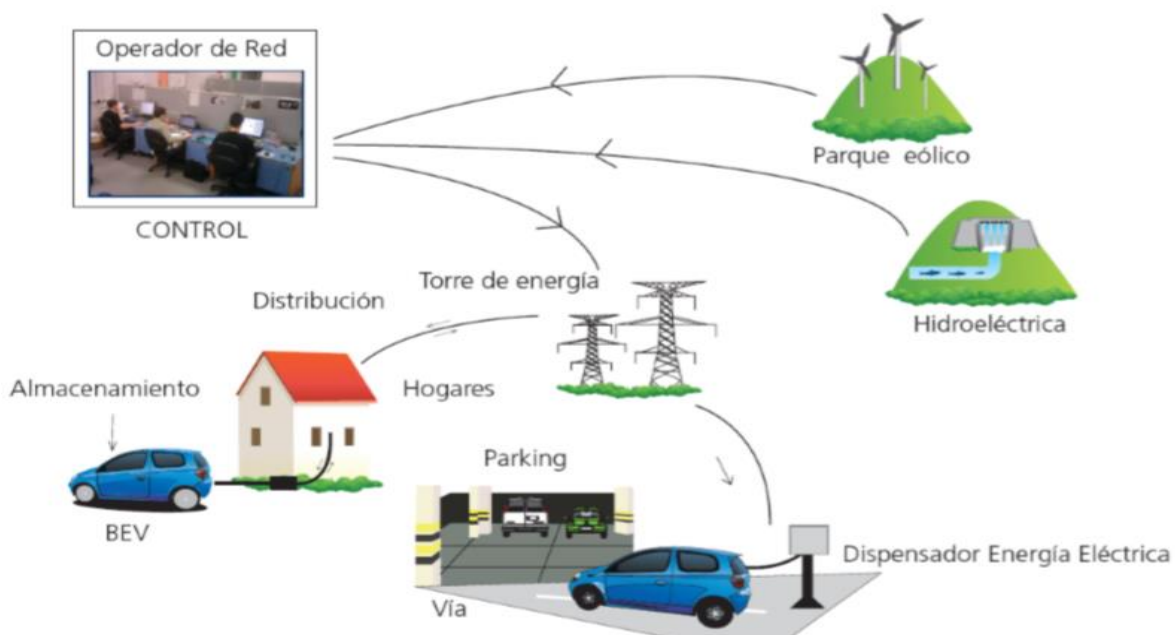 Operador de Red
CONTROL
Parque eólico
Hidroeléctrica
Torre de energía
Distribución
Hogares
Almacenamiento
BEV
Parking
Vía
Dispensador Energía Eléctrica